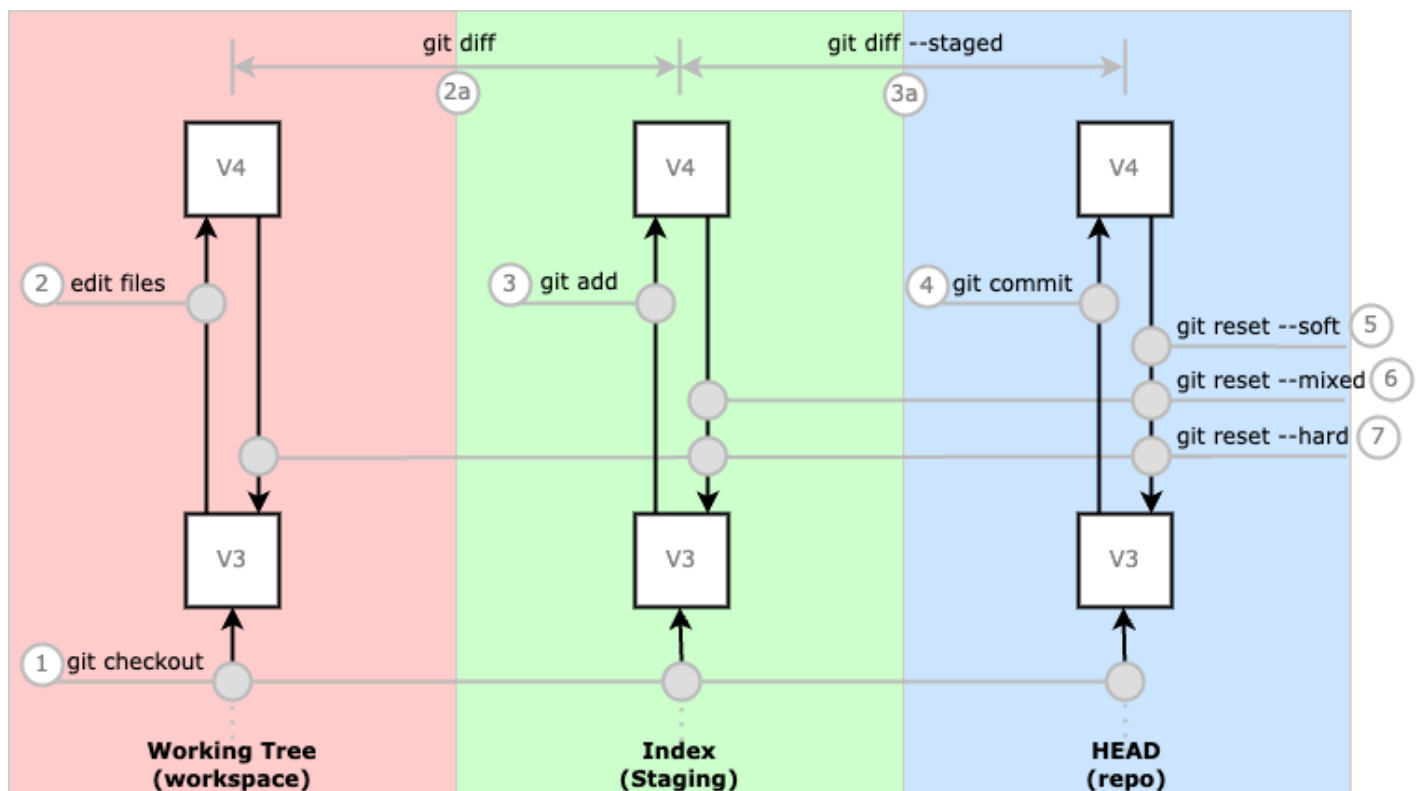 git diff
git diff --staged
2a
3a
V4
V4
V4
2 edit files
3 git add
4 git commit
git reset --soft 5
git reset --mixed 6
git reset --hard 7
V3
V3
V3
1 git checkout
Working Tree
(workspace)
Index
(Staging)
HEAD
(repo)